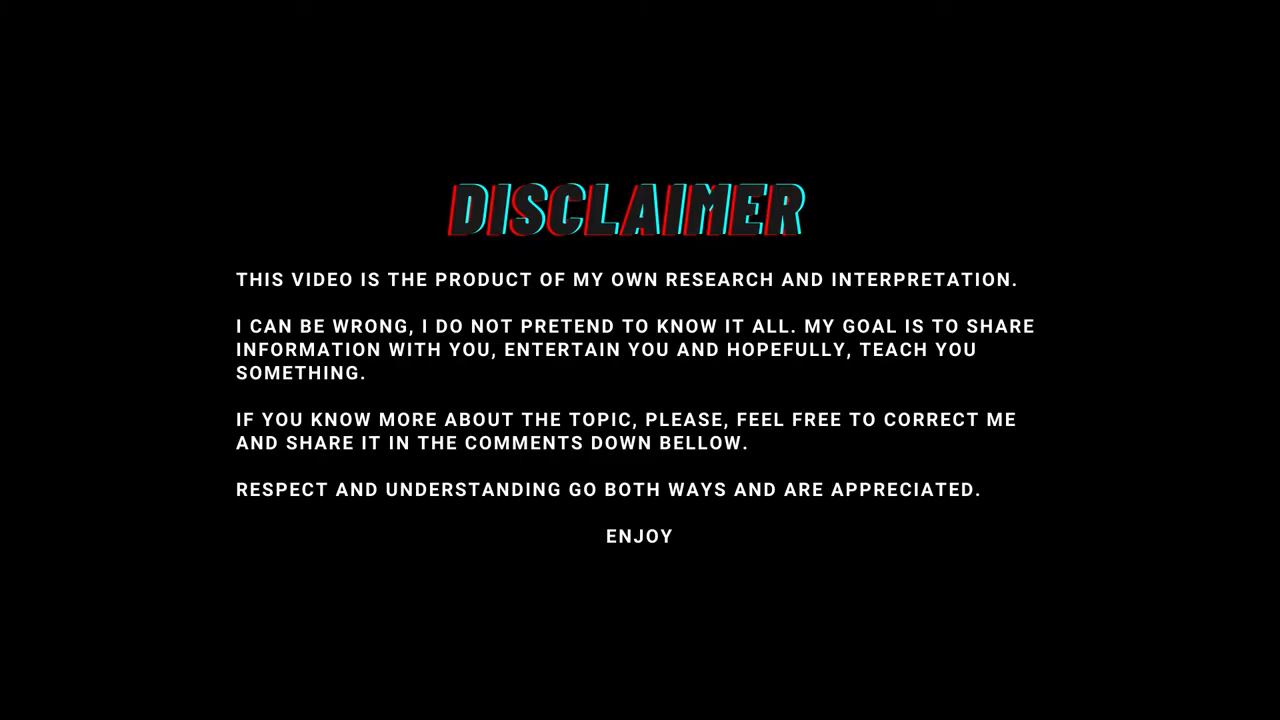 DISCLAIMER
THIS VIDEO IS THE PRODUCT OF MY OWN RESEARCH AND INTERPRETATION.
I CAN BE WRONG, I DO NOT PRETEND TO KNOW IT ALL. MY GOAL IS TO SHARE
INFORMATION WITH YOU, ENTERTAIN YOU AND HOPEFULLY, TEACH YOU
SOMETHING.
IF YOU KNOW MORE ABOUT THE TOPIC, PLEASE, FEEL FREE TO CORRECT ME
AND SHARE IT IN THE COMMENTS DOWN BELLOW.
RESPECT AND UNDERSTANDING GO BOTH WAYS AND ARE APPRECIATED.
ENJOY